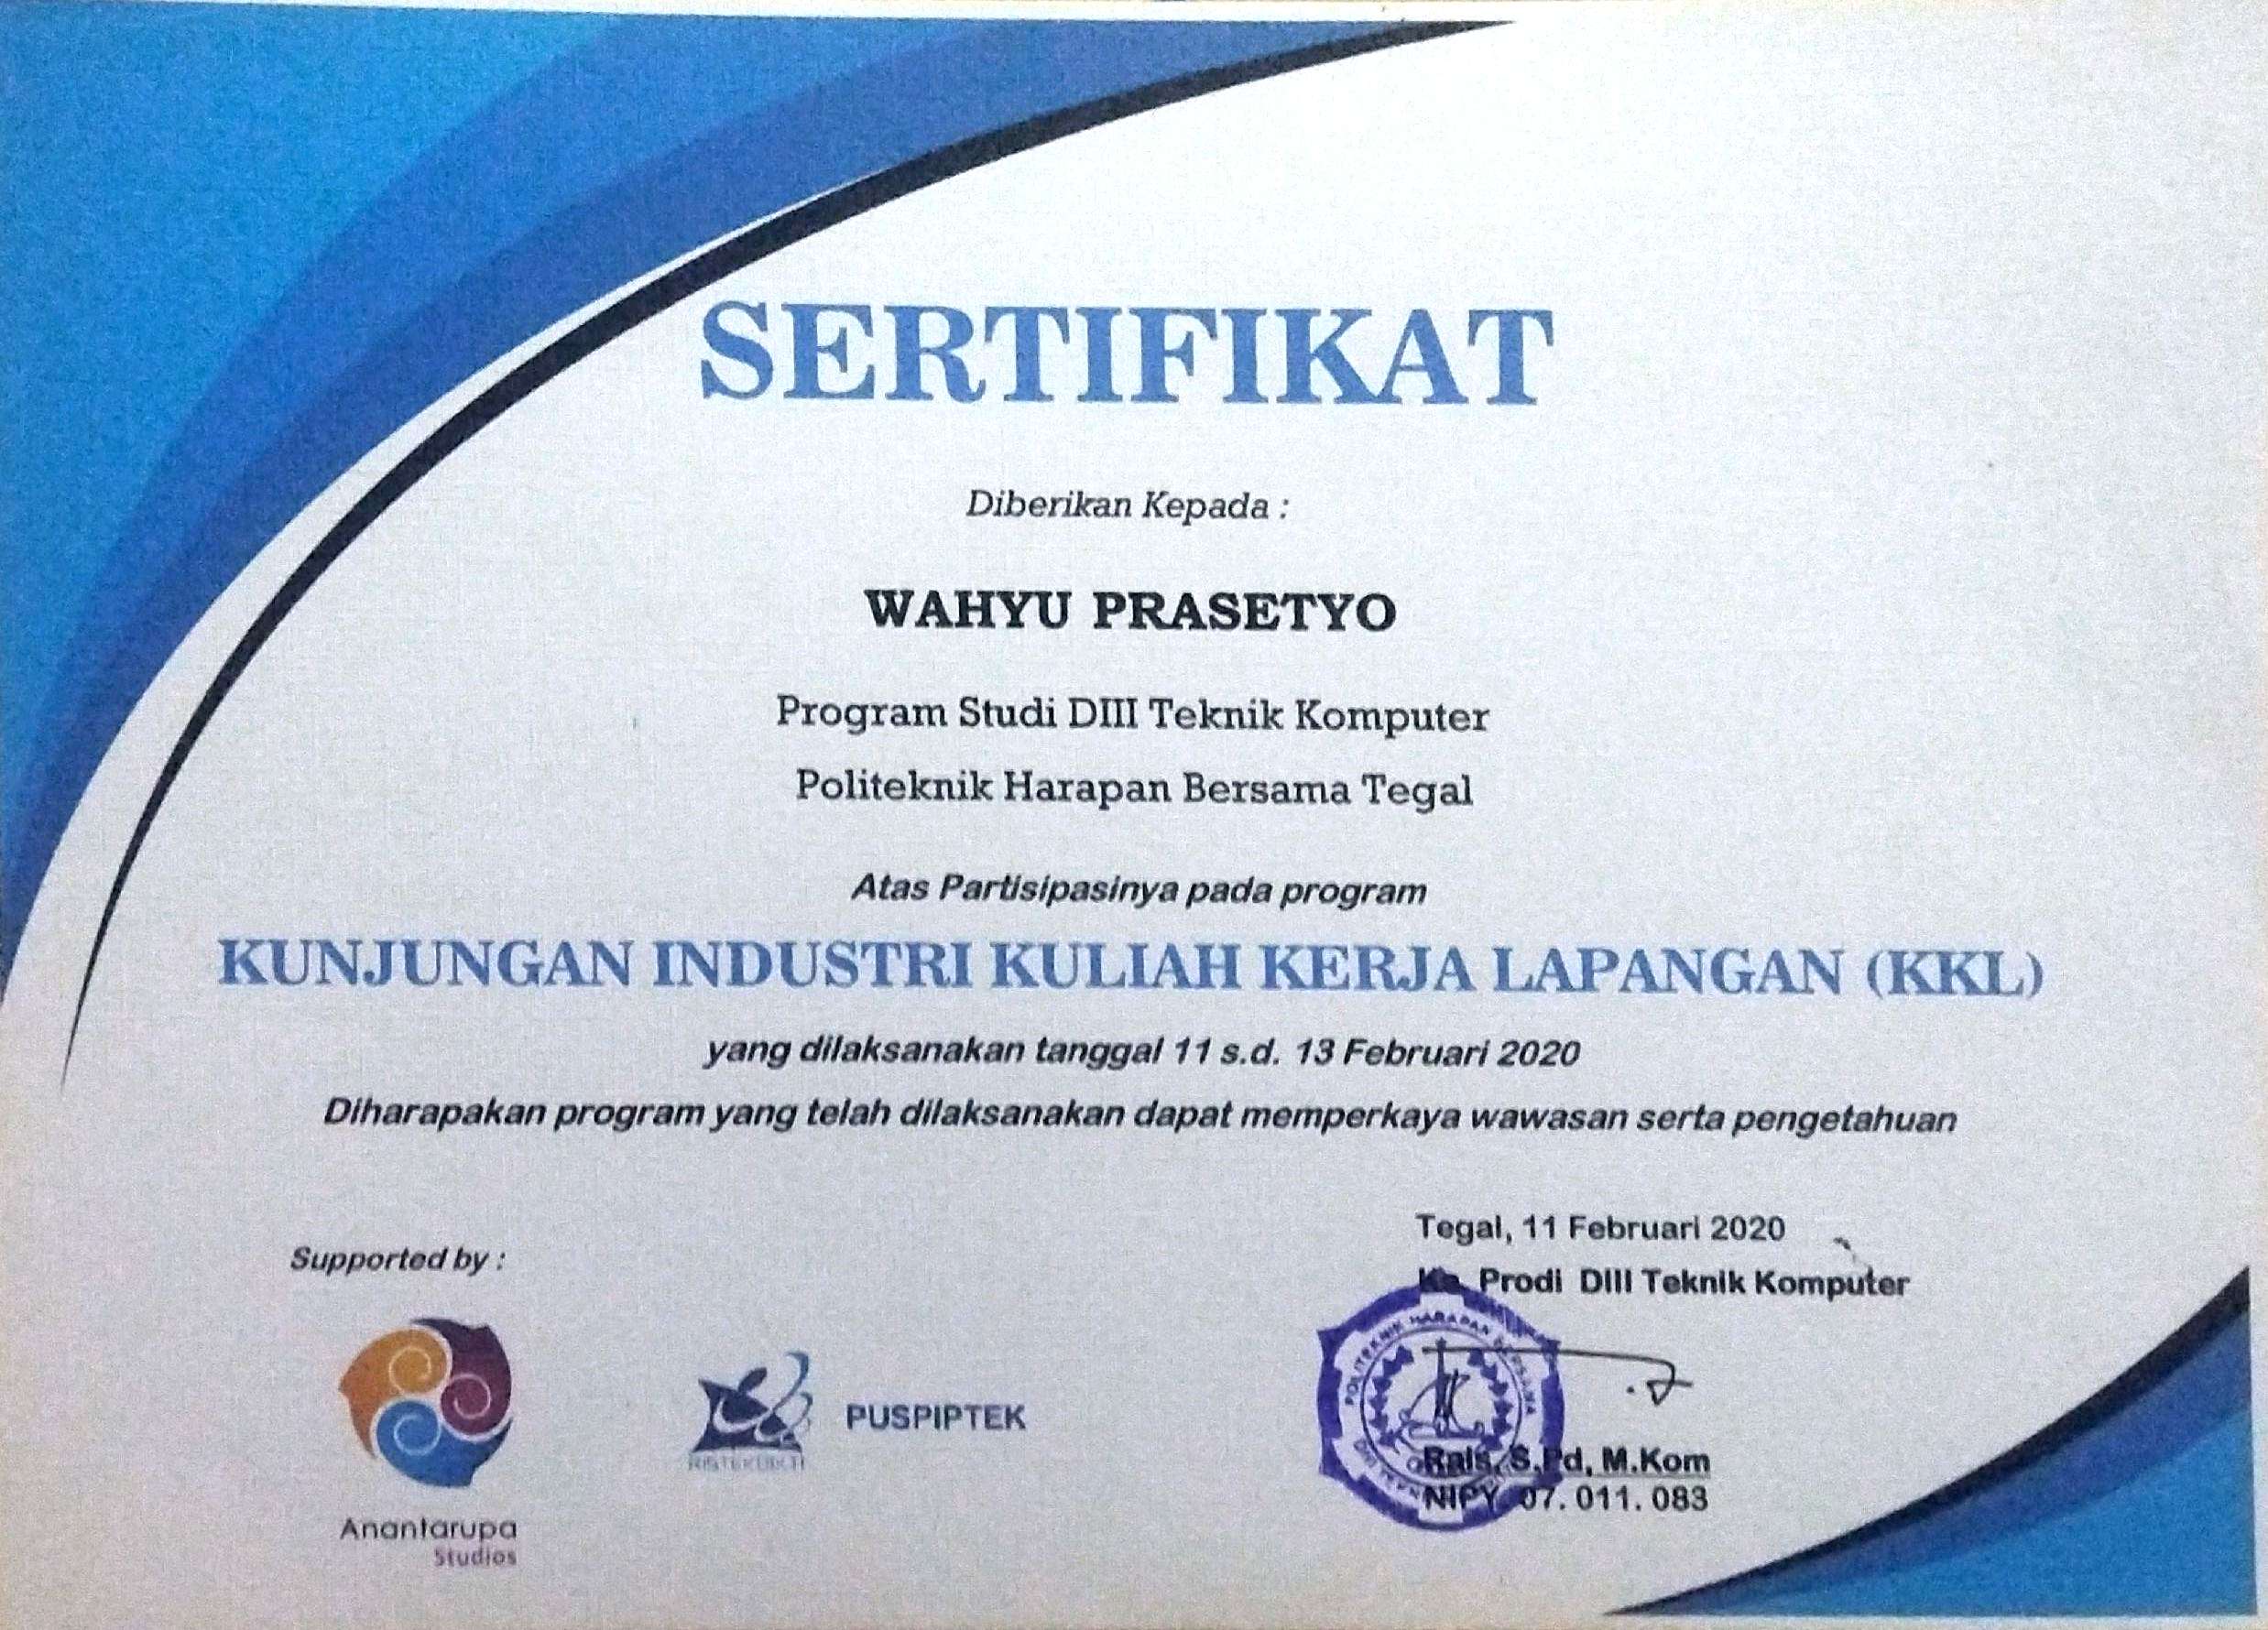 SERTIFIKAT
Diberikan Kepada :
WAHYU PRASETYO
Program Studi DIII Teknik Komputer
Politeknik Harapan Bersama Tegal
Atas Partisipasinya pada program
KUNJUNGAN INDUSTRI KULIAH KERJA LAPANGAN (KKL)
yang dilaksanakan tanggal 11 s.d. 13 Februari 2020
Diharapakan program yang telah dilaksanakan dapat memperkaya wawasan serta pengetahuan
Tegal, 11 Februari 2020
Ka. Prodi DIII Teknik Komputer
POLITEKNIK HARAPAN BERSAMA
Rais, S.Pd, M.Kom
NIPY. 07. 011. 083
Supported by :
Anantarupa
Studios
RISTEKDIKTI
PUSPIPTEK